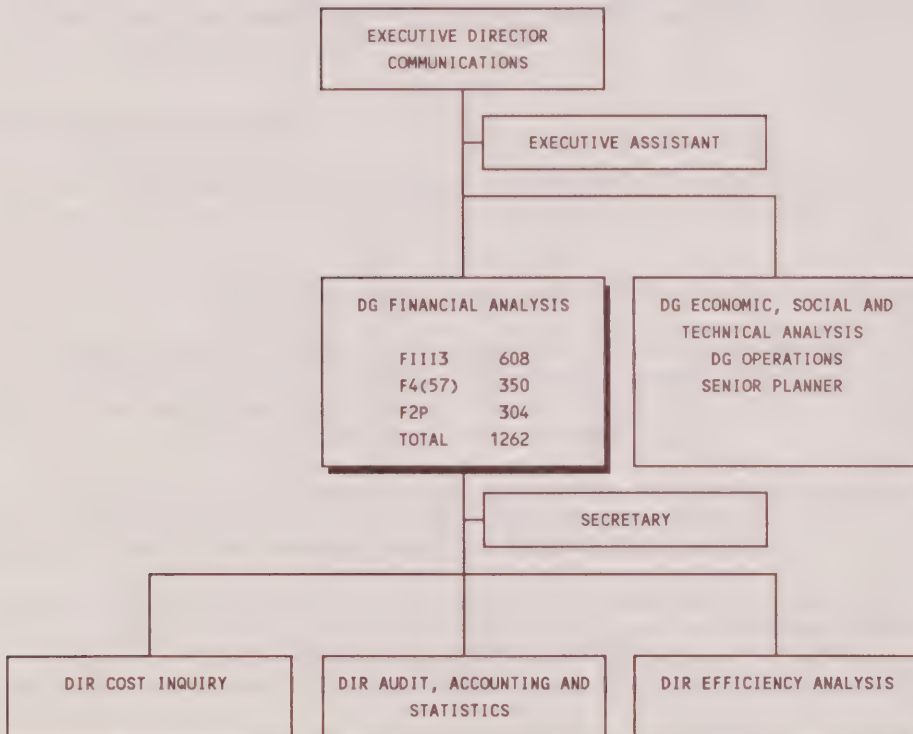 EXECUTIVE DIRECTOR
COMMUNICATIONS
EXECUTIVE ASSISTANT
DG FINANCIAL ANALYSIS
FIII3 608
F4(57) 350
F2P 304
TOTAL 1262
DG ECONOMIC, SOCIAL AND
TECHNICAL ANALYSIS
DG OPERATIONS
SENIOR PLANNER
SECRETARY
DIR COST INQUIRY
DIR AUDIT, ACCOUNTING AND
STATISTICS
DIR EFFICIENCY ANALYSIS